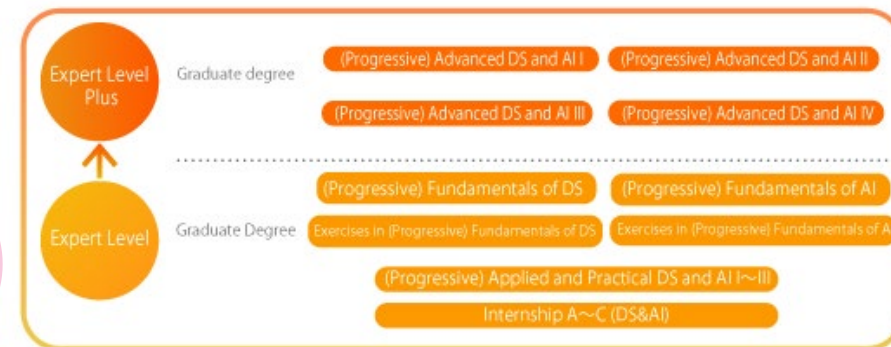 Expert Level
Plus
Graduate degree
(Progressive) Advanced DS and AI I
(Progressive) Advanced DS and AI II
(Progressive) Advanced DS and AI III
(Progressive) Advanced DS and AI IV
Expert Level
Graduate Degree
(Progressive) Fundamentals of DS
(Progressive) Fundamentals of AI
Exercises in (Progressive) Fundamentals of DS
Exercises in (Progressive) Fundamentals of A
(Progressive) Applied and Practical DS and AI I～III
Internship A～C (DS&AI)